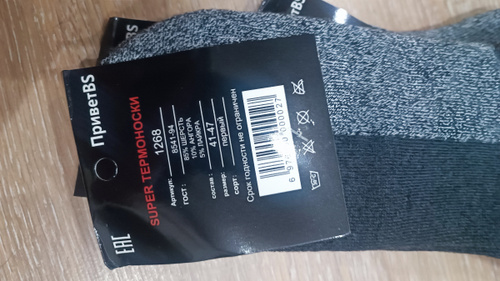 ПриветBS
SUPER ТЕРМОНОСКИ
Артикул: 1268
ГОСТ : 8541-94
состав : 85% ШЕРСТЬ
10% АНГОРА
5% ЛАЙКРА
размер: 41-47
сорт: первый
Срок годности не ограничен
EAC